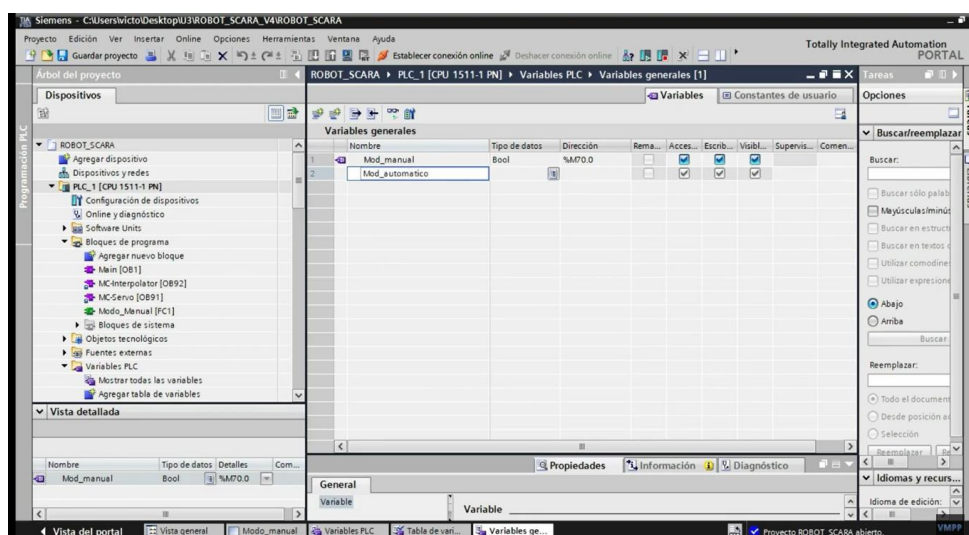 Siemens - C:\Users\victo\Desktop\U3\ROBOT_SCARA_V4\ROBOT_SCARA
Proyecto Edición Ver Insertar Online Opciones Herramientas Ventana Ayuda
Guardar proyecto Establecer conexión online Deshacer conexión online
Totally Integrated Automation
PORTAL
Árbol del proyecto
ROBOT_SCARA PLC_1 [CPU 1511-1 PN] Variables PLC Variables generales [1]
Tareas
Dispositivos
Variables Constantes de usuario
Opciones
Programación PLC
Variables generales
Nombre Tipo de datos Dirección Rema... Acces... Escrib... Visibl... Supervis... Comen...
1 Mod_manual Bool %M70.0
2 Mod_automatico
ROBOT_SCARA
Agregar dispositivo
Dispositivos y redes
PLC_1 [CPU 1511-1 PN]
Configuración de dispositivos
Online y diagnóstico
Software Units
Bloques de programa
Agregar nuevo bloque
Main [OB1]
MC-Interpolator [OB92]
MC-Servo [OB91]
Modo_Manual [FC1]
Bloques de sistema
Objetos tecnológicos
Fuentes externas
Variables PLC
Mostrar todas las variables
Agregar tabla de variables
Buscar/reemplazar
Buscar:
Buscar sólo palab
Mayúsculas/minús
Buscar en estructu
Buscar en textos
Utilizar comodine
Utilizar expresion
Abajo
Arriba
Buscar
Reemplazar:
Todo el document
Desde posición a
Selección
Reemplazar
Idiomas y recurs...
Idioma de edición:
Vista detallada
Nombre Tipo de datos Detalles Com...
Mod_manual Bool %M70.0
Propiedades Información Diagnóstico
General
Variable
Variable
Vista del portal Vista general Modo_manual Variables PLC Tabla de vari... Variables ge...
Proyecto ROBOT_SCARA abierto.
VMPP